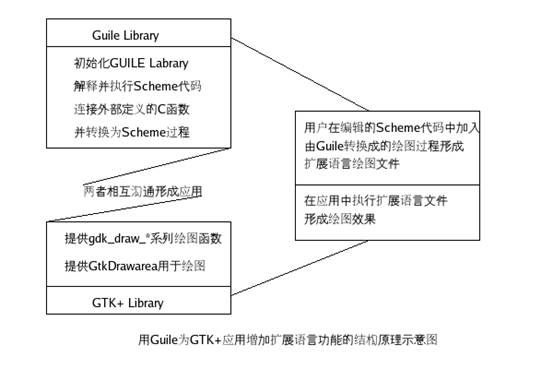 Guile Library
初始化GUILE Labrary
解释并执行Scheme代码
连接外部定义的C函数
并转换为Scheme过程
用户在编辑的Scheme代码中加入
由Guile转换成的绘图过程形成
扩展语言绘图文件
在应用中执行扩展语言文件
形成绘图效果
两者相互沟通形成应用
提供gdk_draw_*系列绘图函数
提供GtkDrawarea用于绘图
GTK+ Library
用Guile为GTK+应用增加扩展语言功能的结构原理示意图